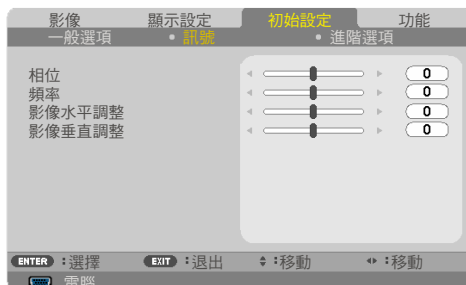 影像 顯示設定 初始設定 功能
一般選項 • 訊號 • 進階選項
相位 0
頻率 0
影像水平調整 0
影像垂直調整 0
ENTER :選擇 EXIT :退出 :移動 :移動
電腦